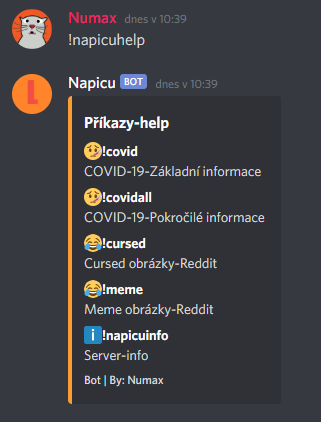 Numax dnes v 10:39
!napicuhelp
Napicu BOT dnes v 10:39
Příkazy-help
🤒!covid
COVID-19-Základní informace
🤒!covidall
COVID-19-Pokročilé informace
😂!cursed
Cursed obrázky-Reddit
😂!meme
Meme obrázky-Reddit
ℹ️!napicuinfo
Server-info
Bot | By: Numax